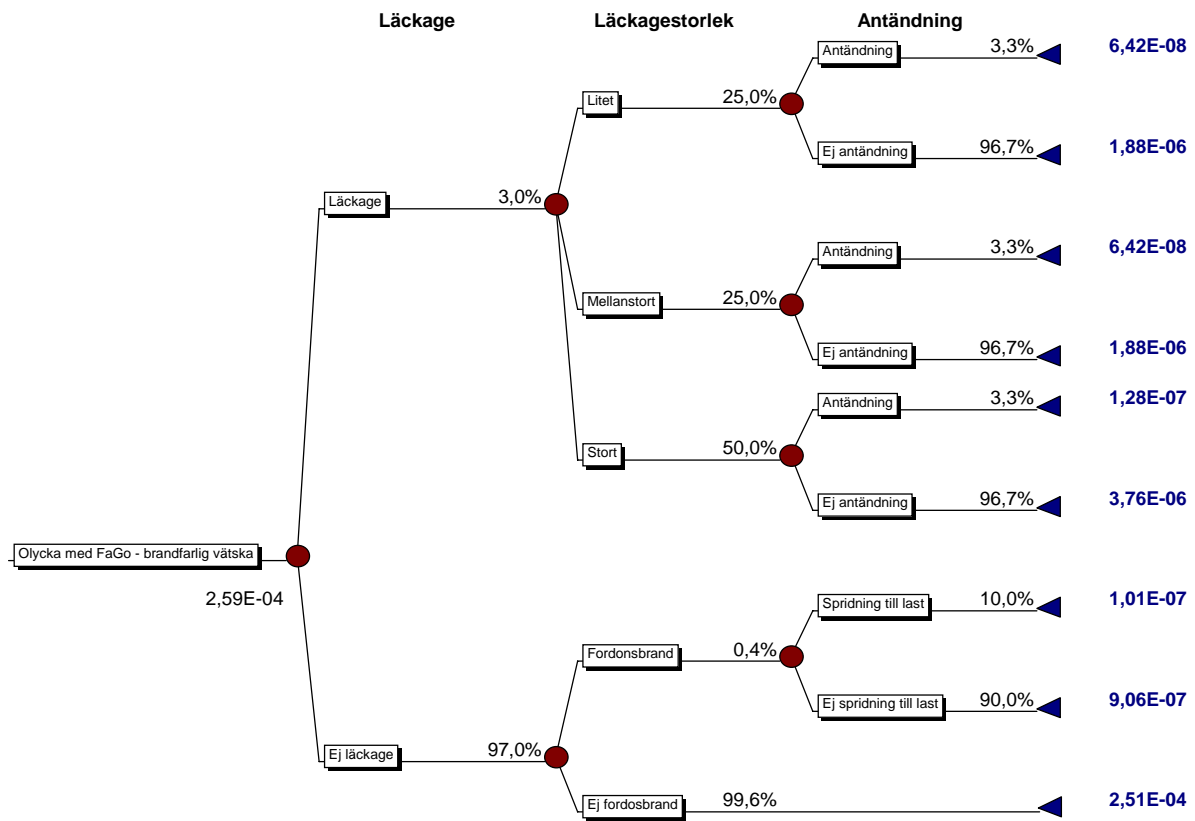 Läckage Läckagestorlek Antändning
Antändning 3,3% 6,42E-08
Litet 25,0%
Ej antändning 96,7% 1,88E-06
Läckage 3,0%
Antändning 3,3% 6,42E-08
Mellanstort 25,0%
Ej antändning 96,7% 1,88E-06
Antändning 3,3% 1,28E-07
Stort 50,0%
Ej antändning 96,7% 3,76E-06
Olycka med FaGo - brandfarlig vätska
2,59E-04
Spridning till last 10,0% 1,01E-07
Fordonsbrand 0,4%
Ej spridning till last 90,0% 9,06E-07
Ej läckage 97,0%
Ej fordosbrand 99,6% 2,51E-04